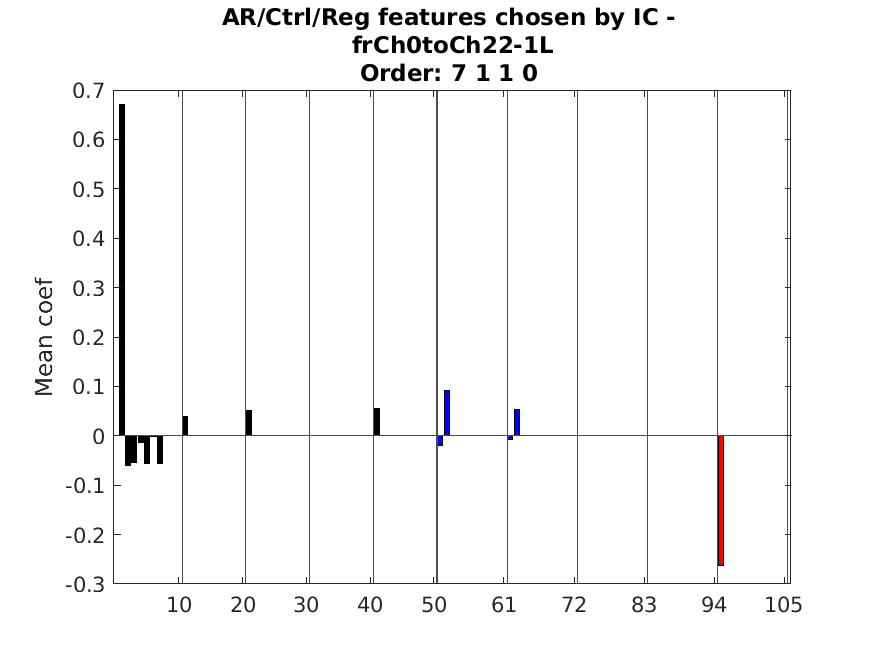 AR/Ctrl/Reg features chosen by IC -
frCh0toCh22-1L
Order: 7 1 1 0
0.7
0.6
0.5
0.4
0.3
0.2
0.1
0
-0.1
-0.2
-0.3
Mean coef
10 20 30 40 50 61 72 83 94 105